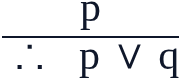 p
∴ p ∨ q